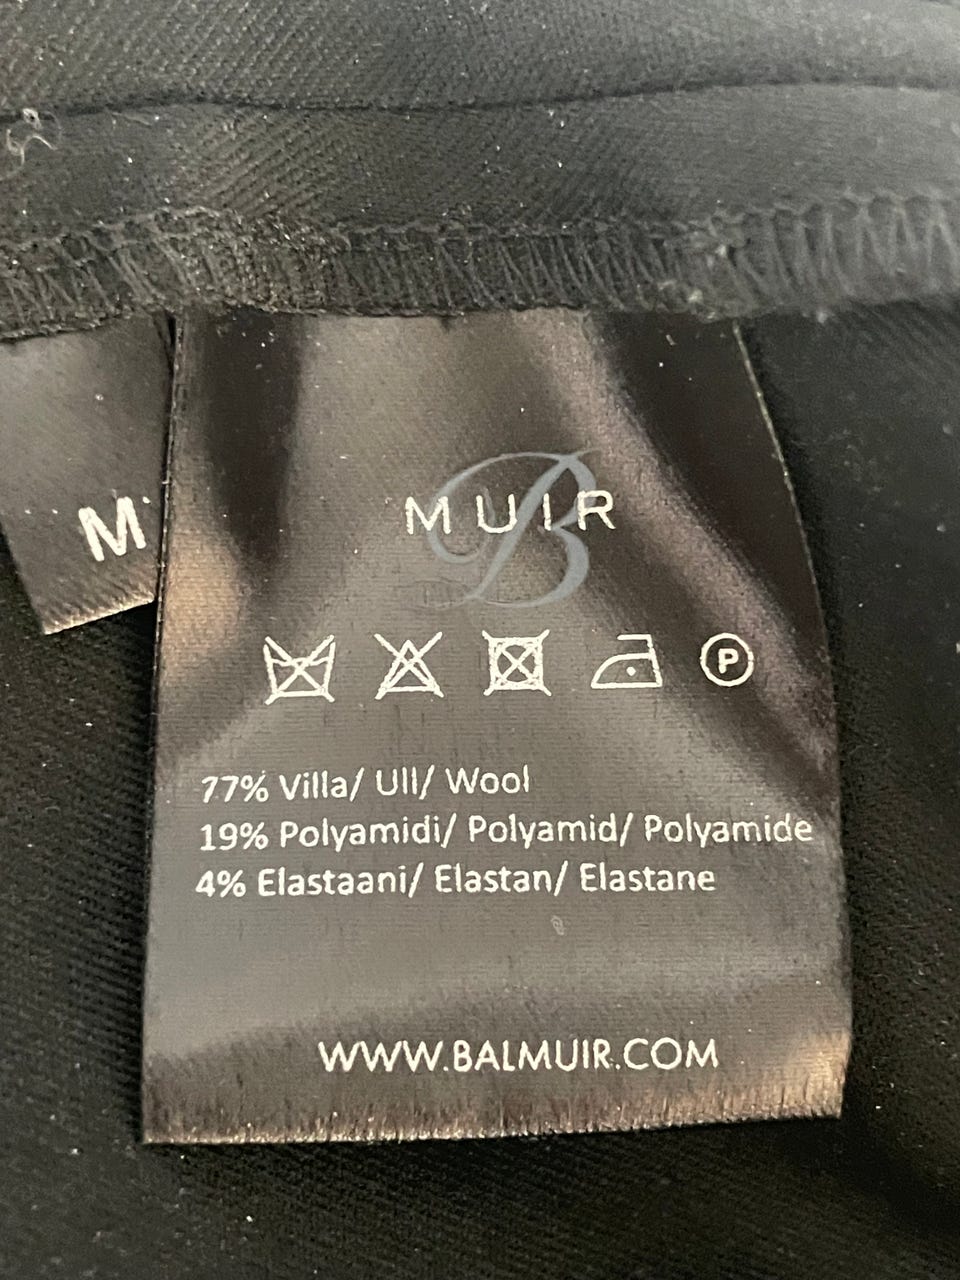 M
MUIR
B
P
77% Villa/ Ull/ Wool
19% Polyamidi/ Polyamid/ Polyamide
4% Elastaani/ Elastan/ Elastane
WWW.BALMUIR.COM